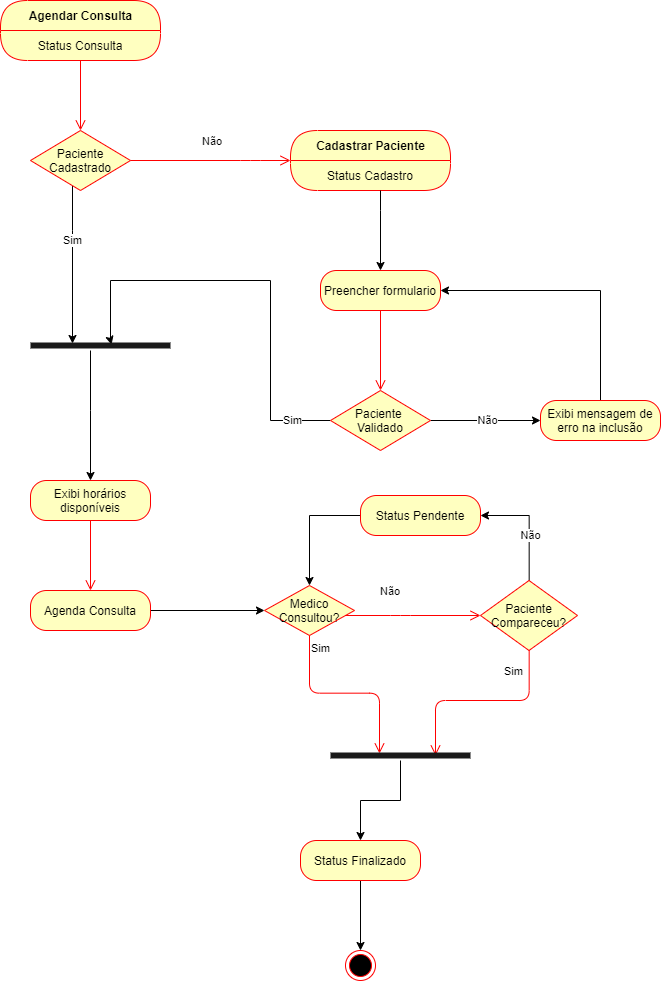 Agendar Consulta
Status Consulta
Não
Paciente
Cadastrado
Cadastrar Paciente
Status Cadastro
Sim
Preencher formulario
Paciente
Validado
Sim
Não
Exibi mensagem de
erro na inclusão
Exibi horários
disponíveis
Status Pendente
Não
Agenda Consulta
Medico
Consultou?
Não
Paciente
Compareceu?
Sim
Sim
Status Finalizado